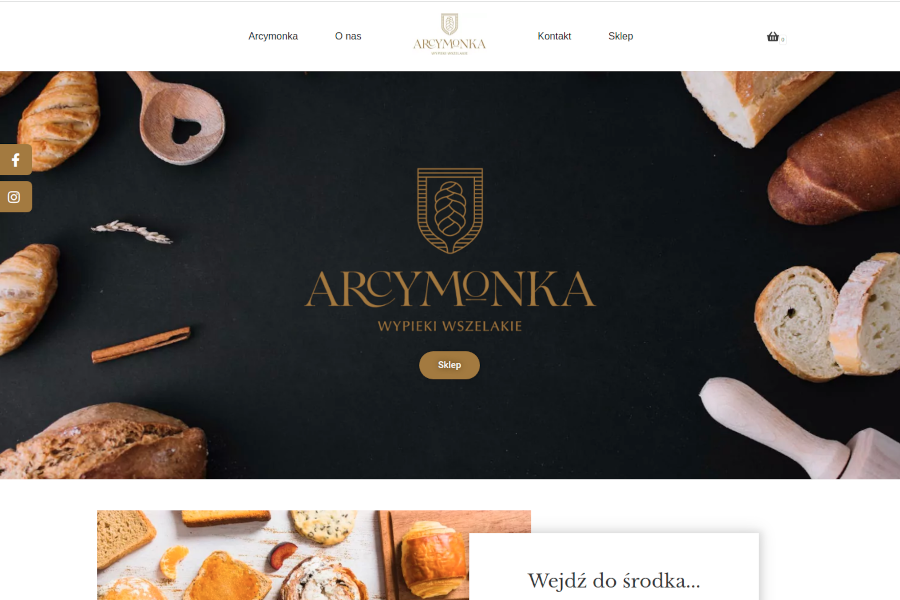 Arcymonka
O nas
ARCYMONKA
WYPIEKI WSZELAKIE
Kontakt
Sklep
0
ARCYMONKA
WYPIEKI WSZELAKIE
Sklep
Wejdź do środka...